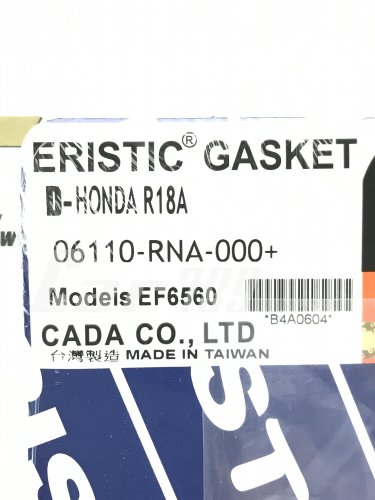 ERISTIC® GASKET
D-HONDA R18A
06110-RNA-000+
Modeis EF6560
*B4A0604*
CADA CO., LTD
台灣製造 MADE IN TAIWAN
ST